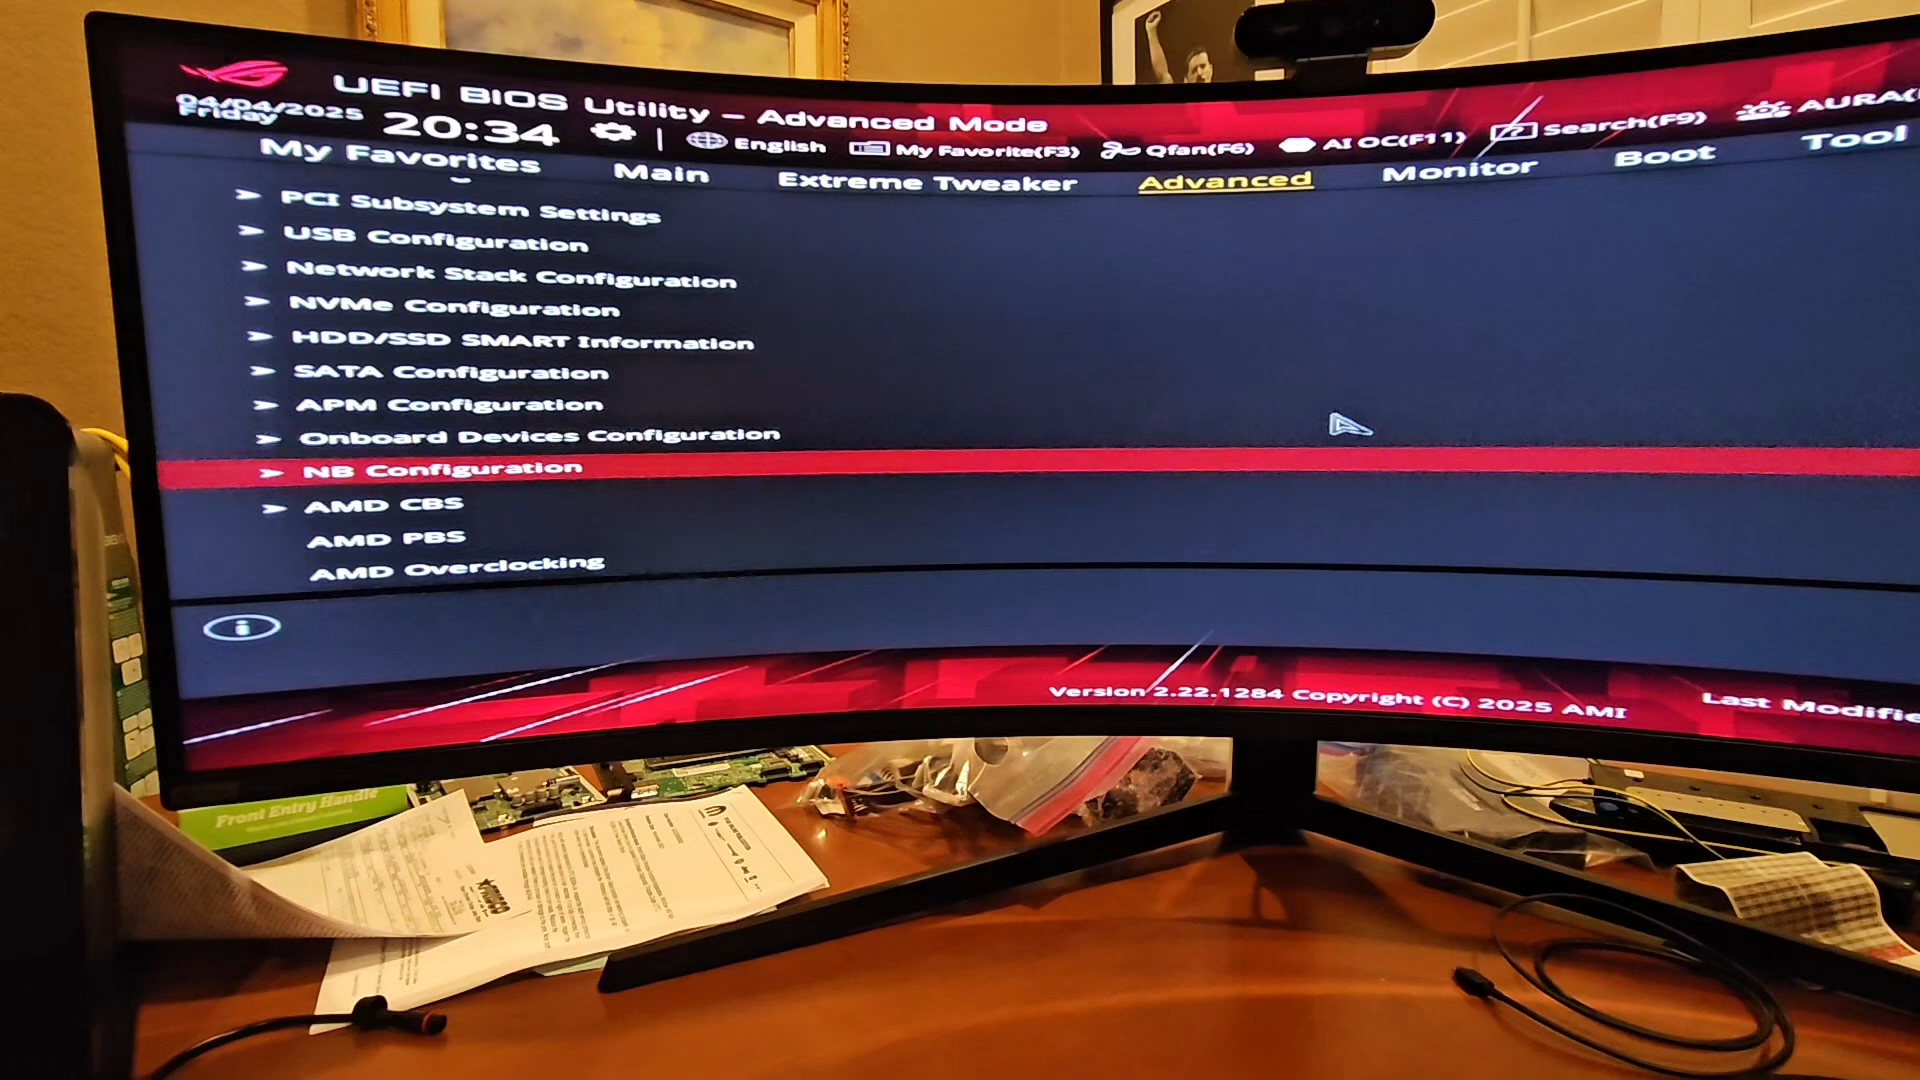 UEFI BIOS Utility – Advanced Mode
04/04/2025
Friday
20:34
English
My Favorite(F3)
Qfan(F6)
AI OC(F11)
Search(F9)
AURA(
My Favorites
Main
Extreme Tweaker
Advanced
Monitor
Boot
Tool
> PCI Subsystem Settings
> USB Configuration
> Network Stack Configuration
> NVMe Configuration
> HDD/SSD SMART Information
> SATA Configuration
> APM Configuration
> Onboard Devices Configuration
> NB Configuration
> AMD CBS
AMD PBS
AMD Overclocking
i
Version 2.22.1284 Copyright (C) 2025 AMI
Last Modifie
Front Entry Handle